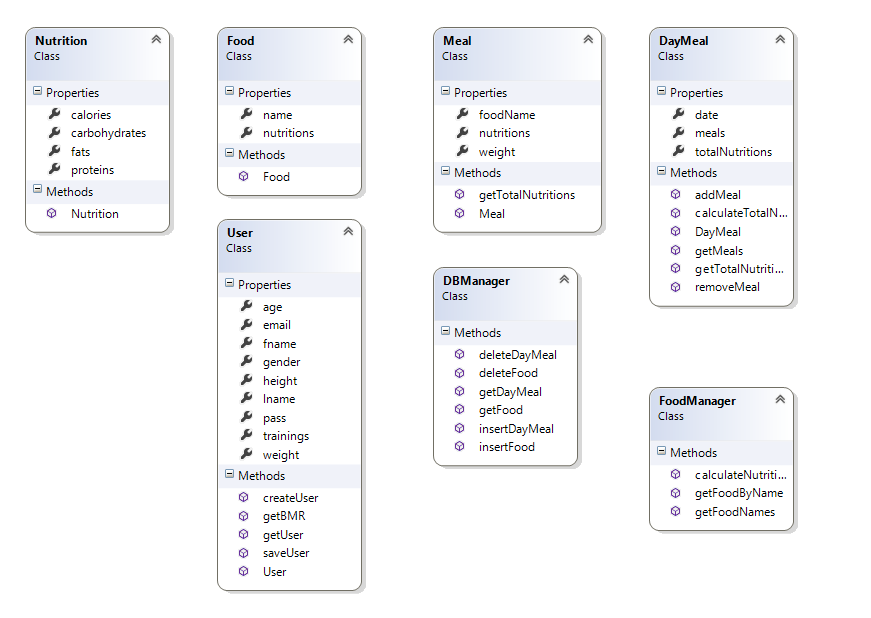 Nutrition
Class
Properties
calories
carbohydrates
fats
proteins
Methods
Nutrition
Food
Class
Properties
name
nutritions
Methods
Food
User
Class
Properties
age
email
fname
gender
height
lname
pass
trainings
weight
Methods
createUser
getBMR
getUser
saveUser
User
Meal
Class
Properties
foodName
nutritions
weight
Methods
getTotalNutritions
Meal
DBManager
Class
Methods
deleteDayMeal
deleteFood
getDayMeal
getFood
insertDayMeal
insertFood
DayMeal
Class
Properties
date
meals
totalNutritions
Methods
addMeal
calculateTotalN...
DayMeal
getMeals
getTotalNutriti...
removeMeal
FoodManager
Class
Methods
calculateNutriti...
getFoodByName
getFoodNames